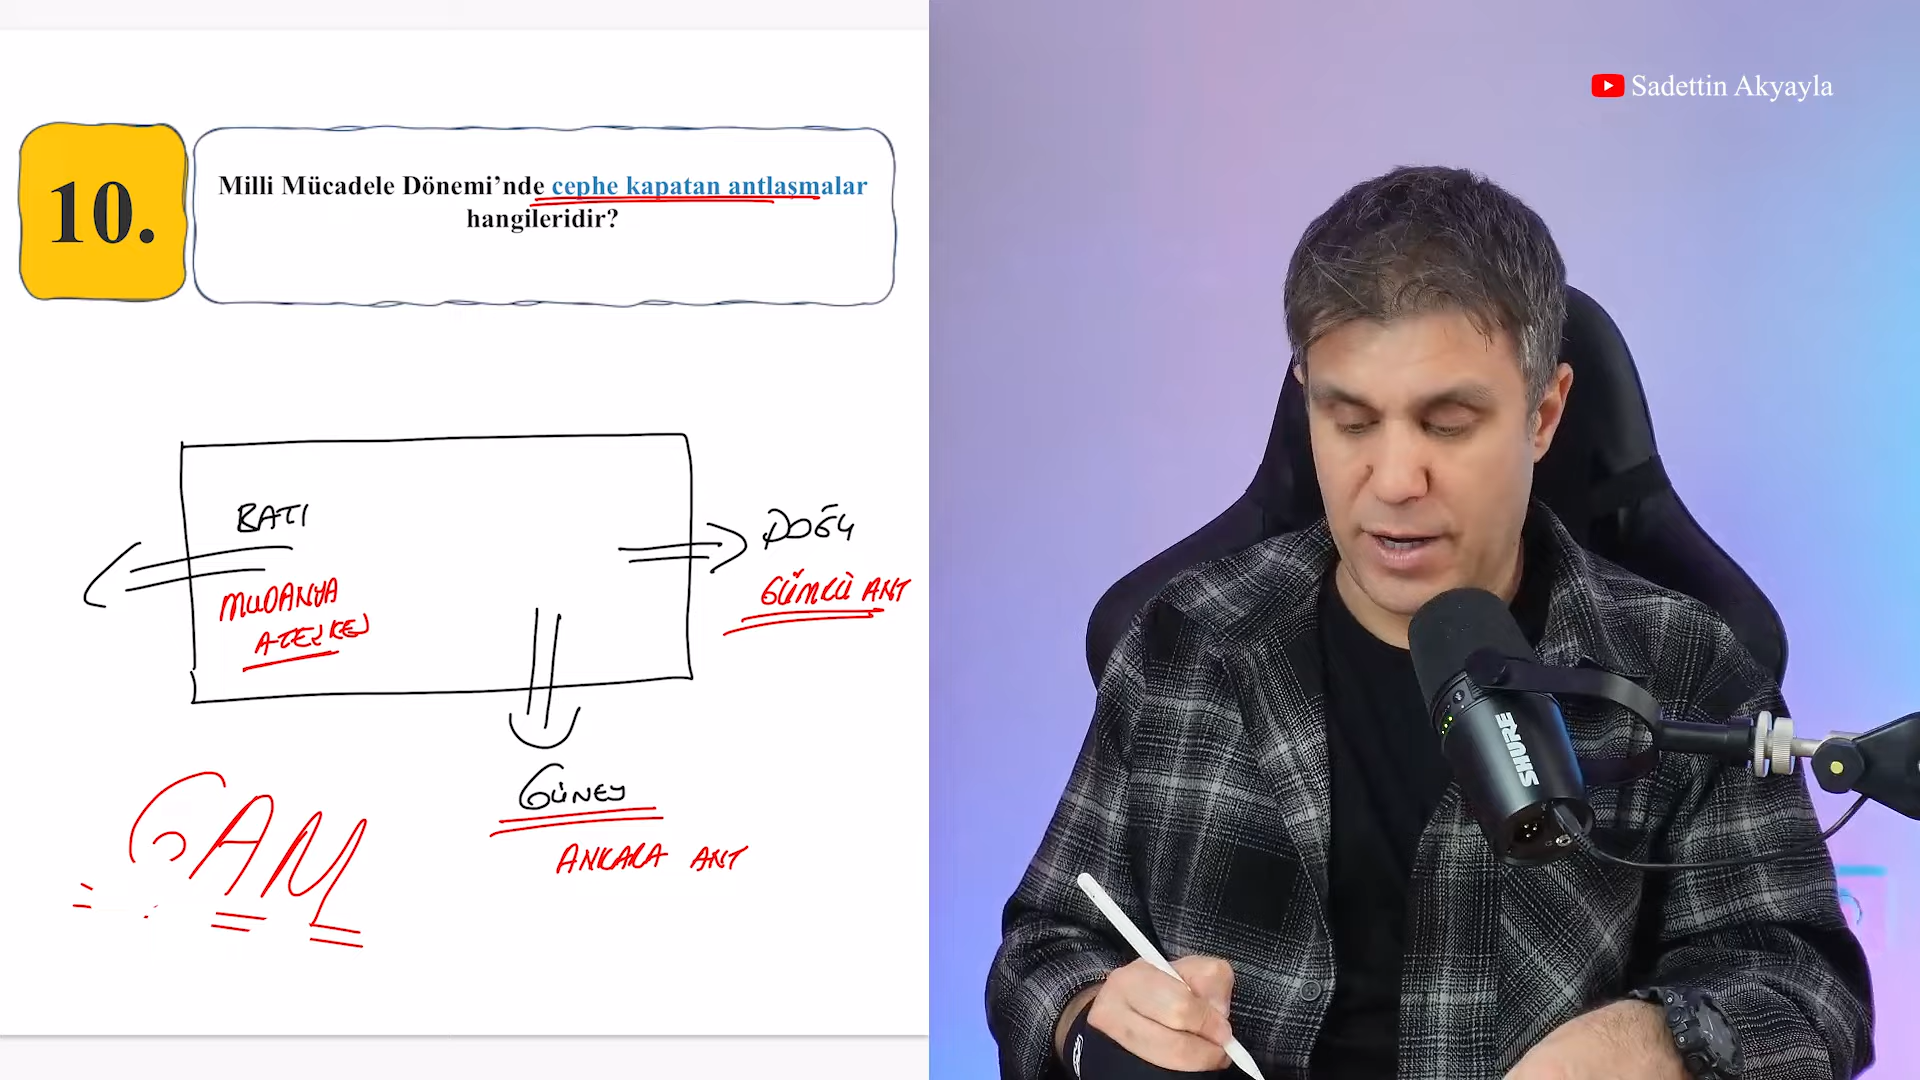 Sadettin Akyayla
10.
Milli Mücadele Dönemi'nde cephe kapatan antlaşmalar
hangileridir?
BATI
MUDANYA
ATEŞKES
DOĞU
GÜMRÜ ANT
GÜNEY
ANKARA ANT
GAM
SHURE